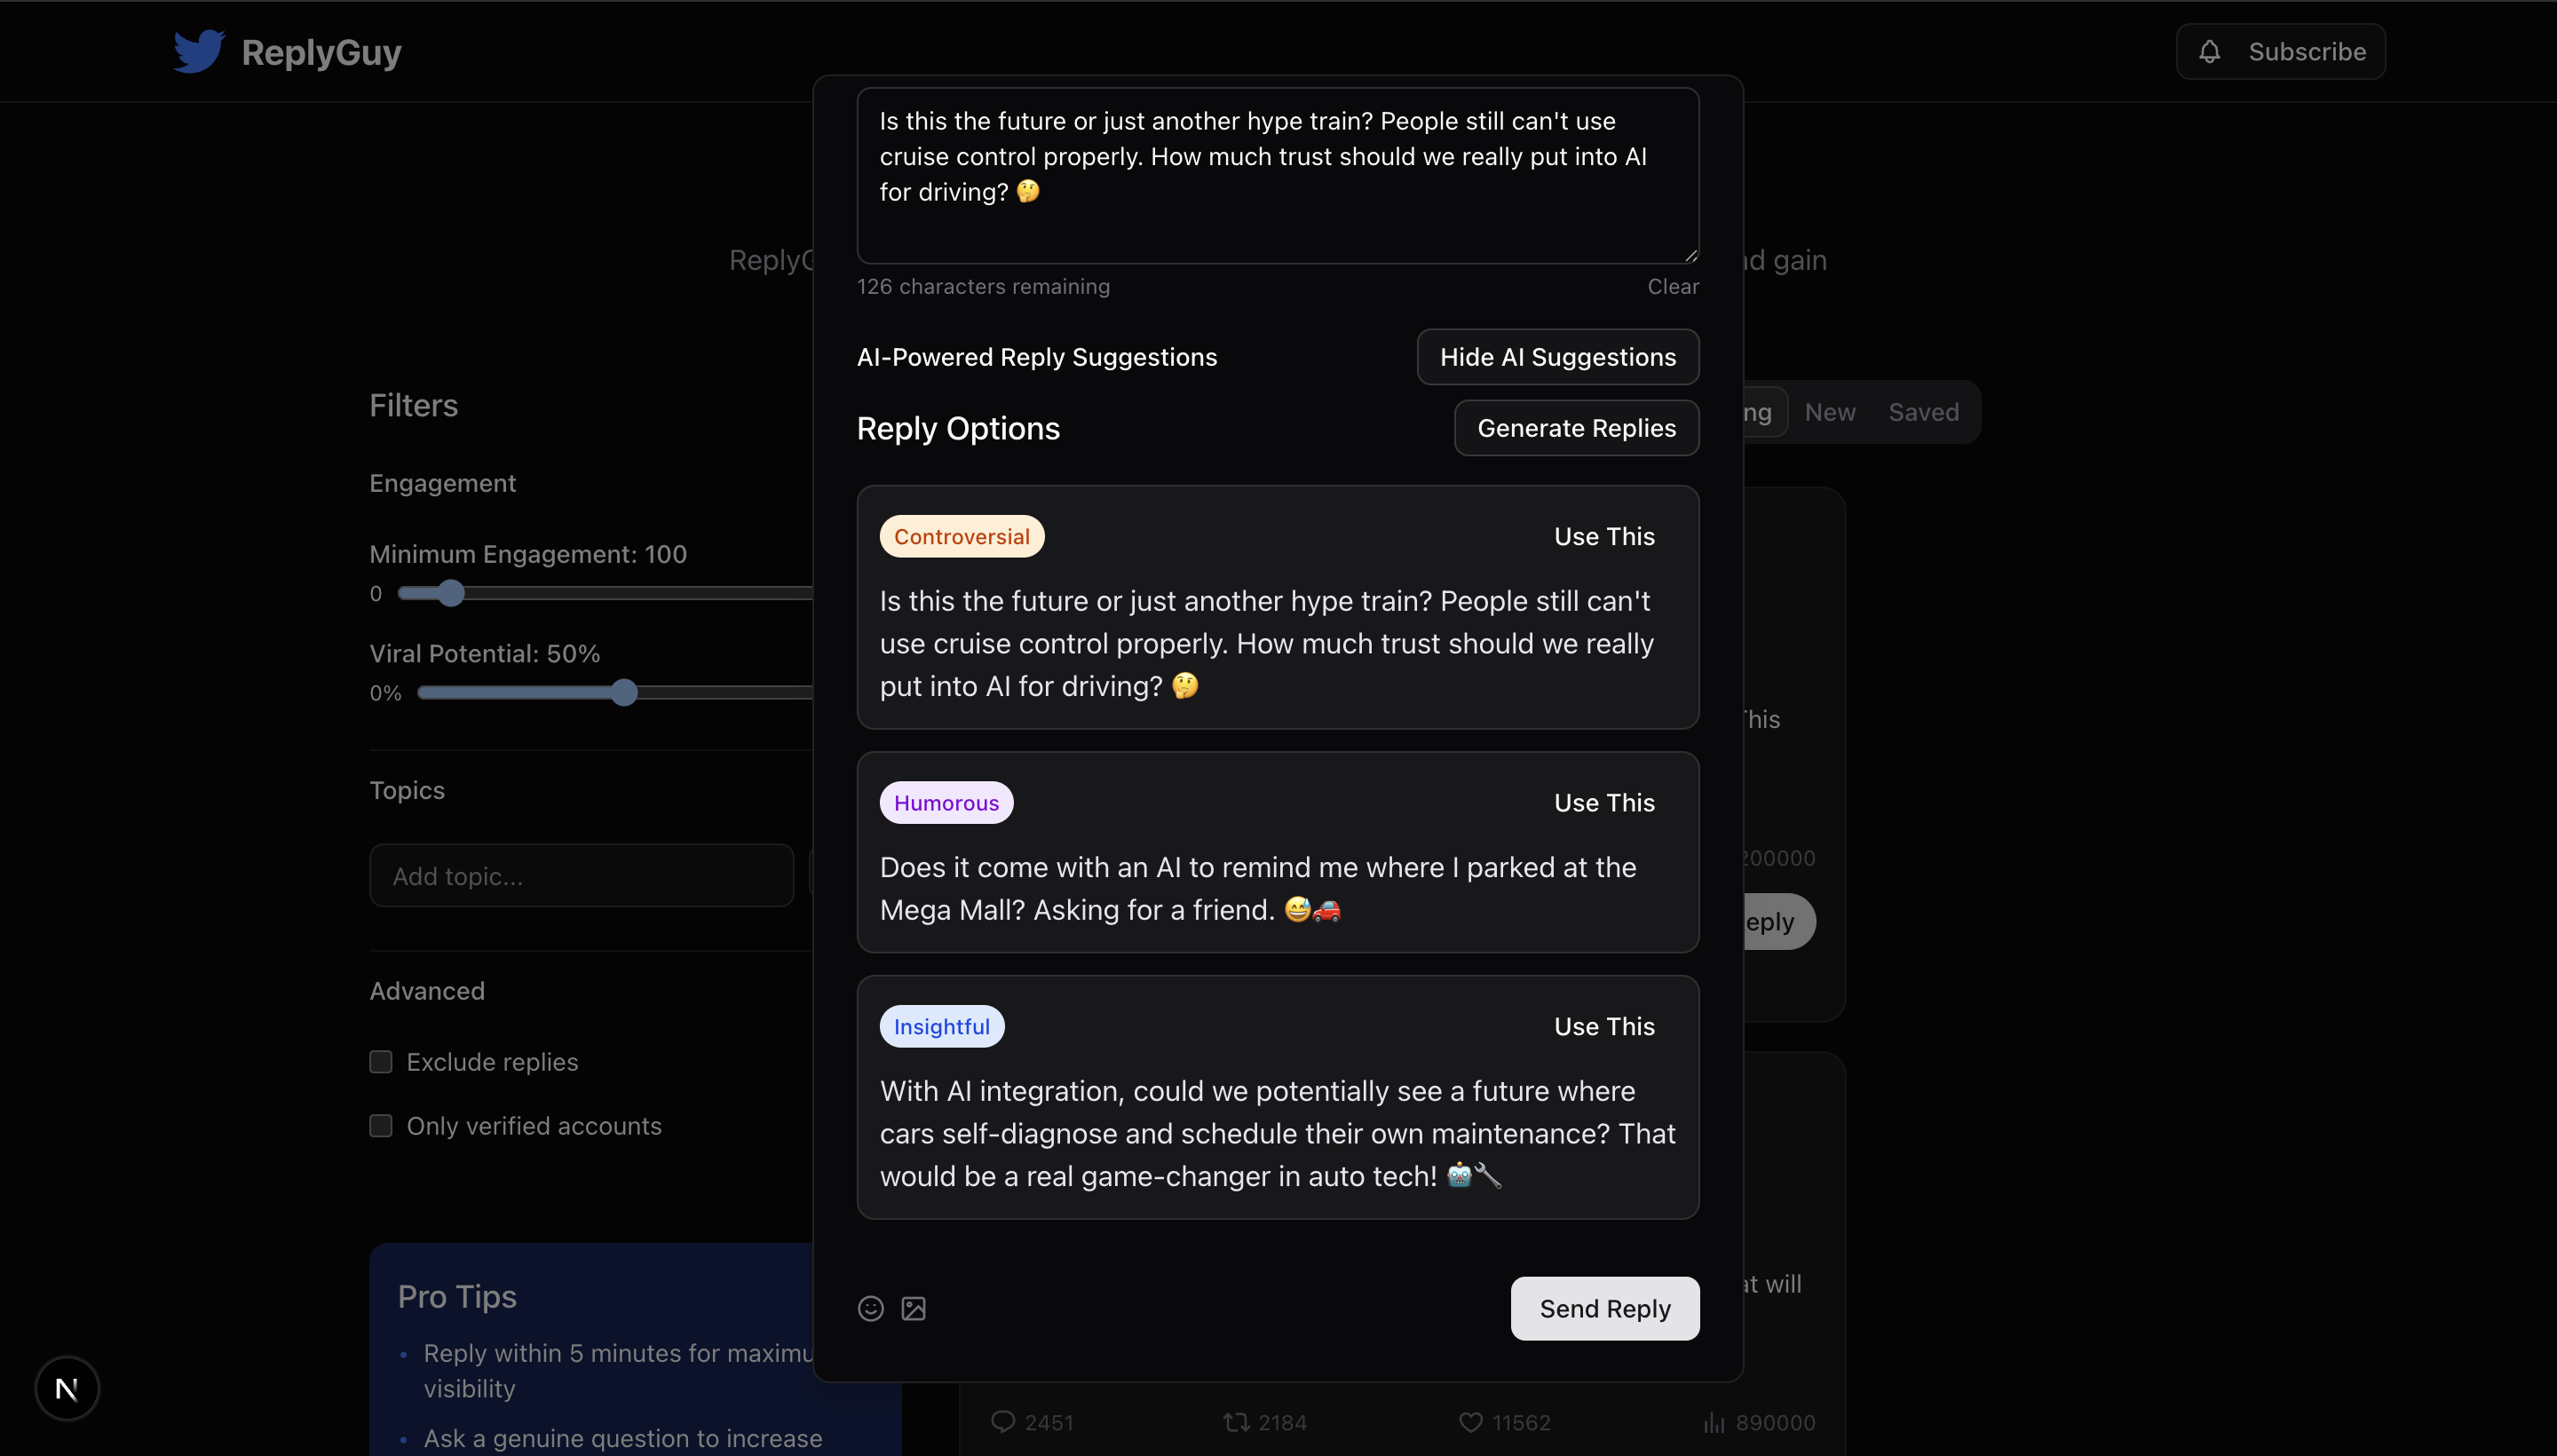 ReplyGuy
Subscribe
Is this the future or just another hype train? People still can't use
cruise control properly. How much trust should we really put into AI
for driving? 🤔
126 characters remaining
Clear
AI-Powered Reply Suggestions
Hide AI Suggestions
Reply Options
Generate Replies
Controversial
Use This
Is this the future or just another hype train? People still can't
use cruise control properly. How much trust should we really
put into AI for driving? 🤔
Humorous
Use This
Does it come with an AI to remind me where I parked at the
Mega Mall? Asking for a friend. 😅🚗
Insightful
Use This
With AI integration, could we potentially see a future where
cars self-diagnose and schedule their own maintenance? That
would be a real game-changer in auto tech! 🤖🔧
Send Reply
gain
Filters
Engagement
Minimum Engagement: 100
0
Viral Potential: 50%
0%
Topics
Add topic...
Advanced
Exclude replies
Only verified accounts
Pro Tips
• Reply within 5 minutes for
visibility
• Ask a genuine question to increase
N
New
Saved
This
200000
will
2451
2184
11562
890000